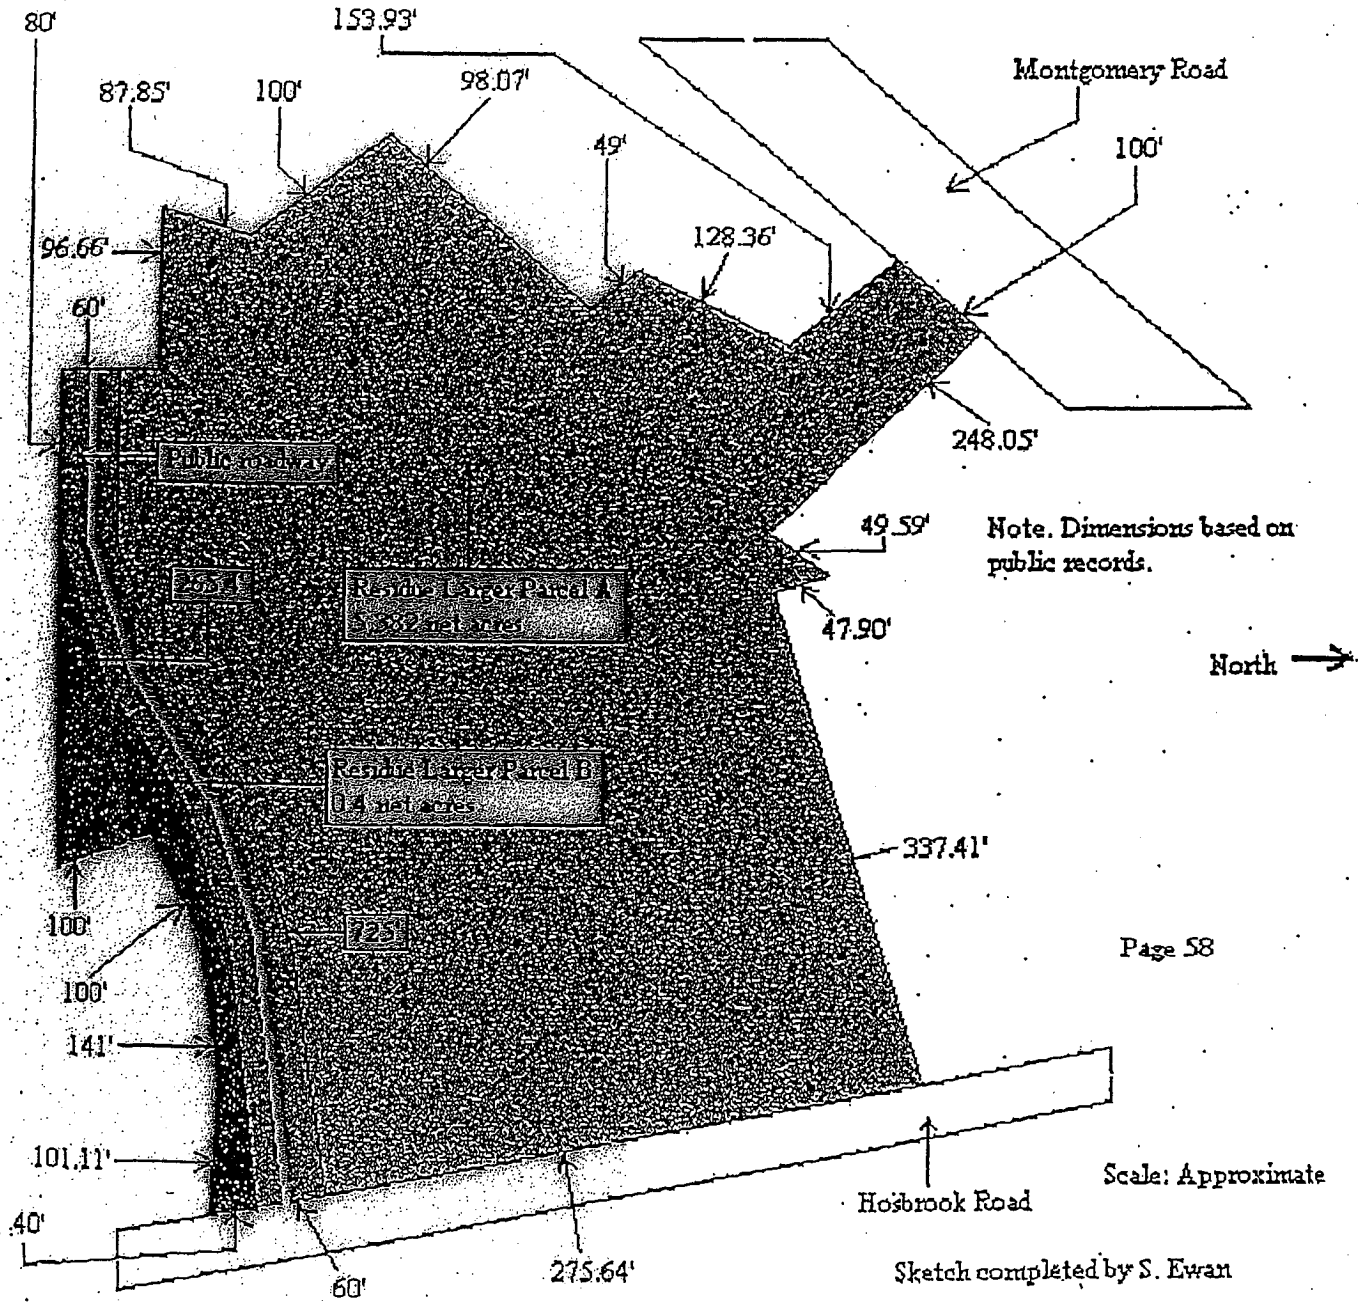 80'
153.93'
Montgomery Road
87.85'
100'
98.07'
100'
49'
128.36'
96.66'
60'
Public roadway
248.05'
49.59'
Note. Dimensions based on
public records.
Residue Larger Parcel A
net acres
47.90'
North
Residue Larger Parcel B
0.4 net acres
337.41'
100'
725'
Page 58
100'
141'
101.11'
Scale: Approximate
Hosbrook Road
.40'
275.64'
60'
Sketch completed by S. Ewan